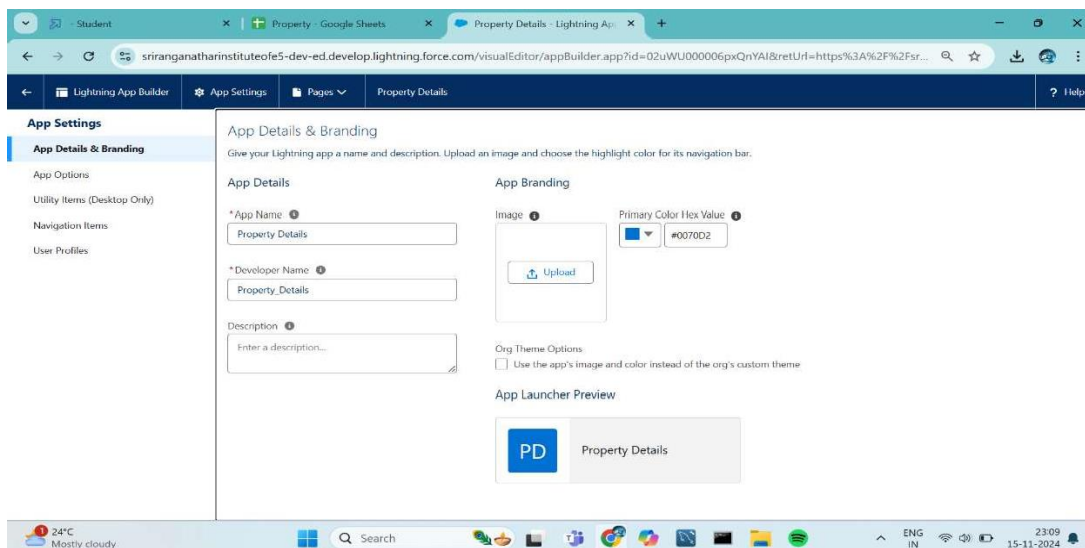 - Student
Property - Google Sheets
Property Details - Lightning Ap
sriranganatharinstituteofe5-dev-ed.develop.lightning.force.com/visualEditor/appBuilder.app?id=02uWU000006pxQnYAI&retUrl=https%3A%2F%2Fsr...
Lightning App Builder
App Settings
Pages
Property Details
? Help
App Settings
App Details & Branding
App Options
Utility Items (Desktop Only)
Navigation Items
User Profiles
App Details & Branding
Give your Lightning app a name and description. Upload an image and choose the highlight color for its navigation bar.
App Details
*App Name
Property Details
*Developer Name
Property_Details
Description
Enter a description...
App Branding
Image
Upload
Primary Color Hex Value
#0070D2
Org Theme Options
Use the app's image and color instead of the org's custom theme
App Launcher Preview
PD
Property Details
1
24°C
Mostly cloudy
Search
ENG
IN
23:09
15-11-2024